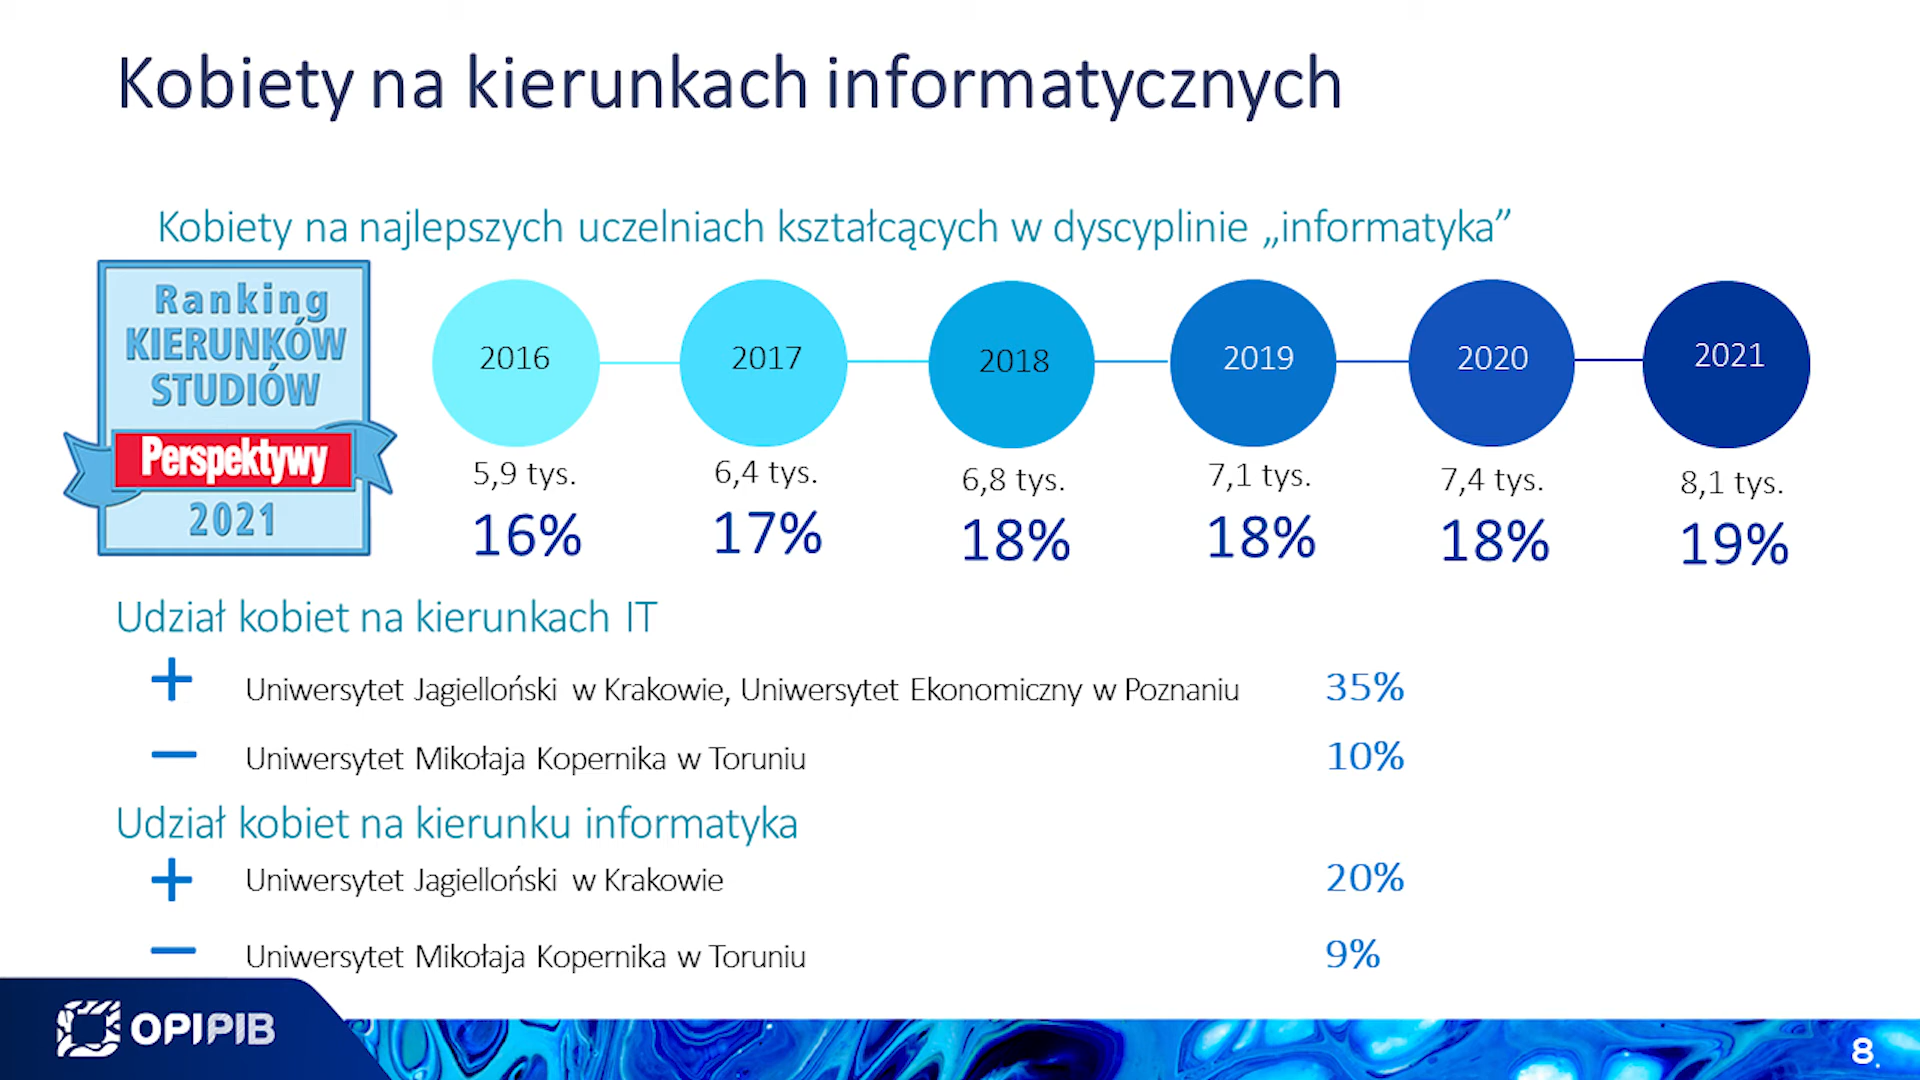 Kobiety na kierunkach informatycznych
Kobiety na najlepszych uczelniach kształcących w dyscyplinie „informatyka”
Ranking
KIERUNKÓW
STUDIÓW
Perspektywy
2021
2016 2017 2018 2019 2020 2021
5,9 tys. 6,4 tys. 6,8 tys. 7,1 tys. 7,4 tys. 8,1 tys.
16% 17% 18% 18% 18% 19%
Udział kobiet na kierunkach IT
+ Uniwersytet Jagielloński w Krakowie, Uniwersytet Ekonomiczny w Poznaniu 35%
− Uniwersytet Mikołaja Kopernika w Toruniu 10%
Udział kobiet na kierunku informatyka
+ Uniwersytet Jagielloński w Krakowie 20%
− Uniwersytet Mikołaja Kopernika w Toruniu 9%
OPIPIB
8.